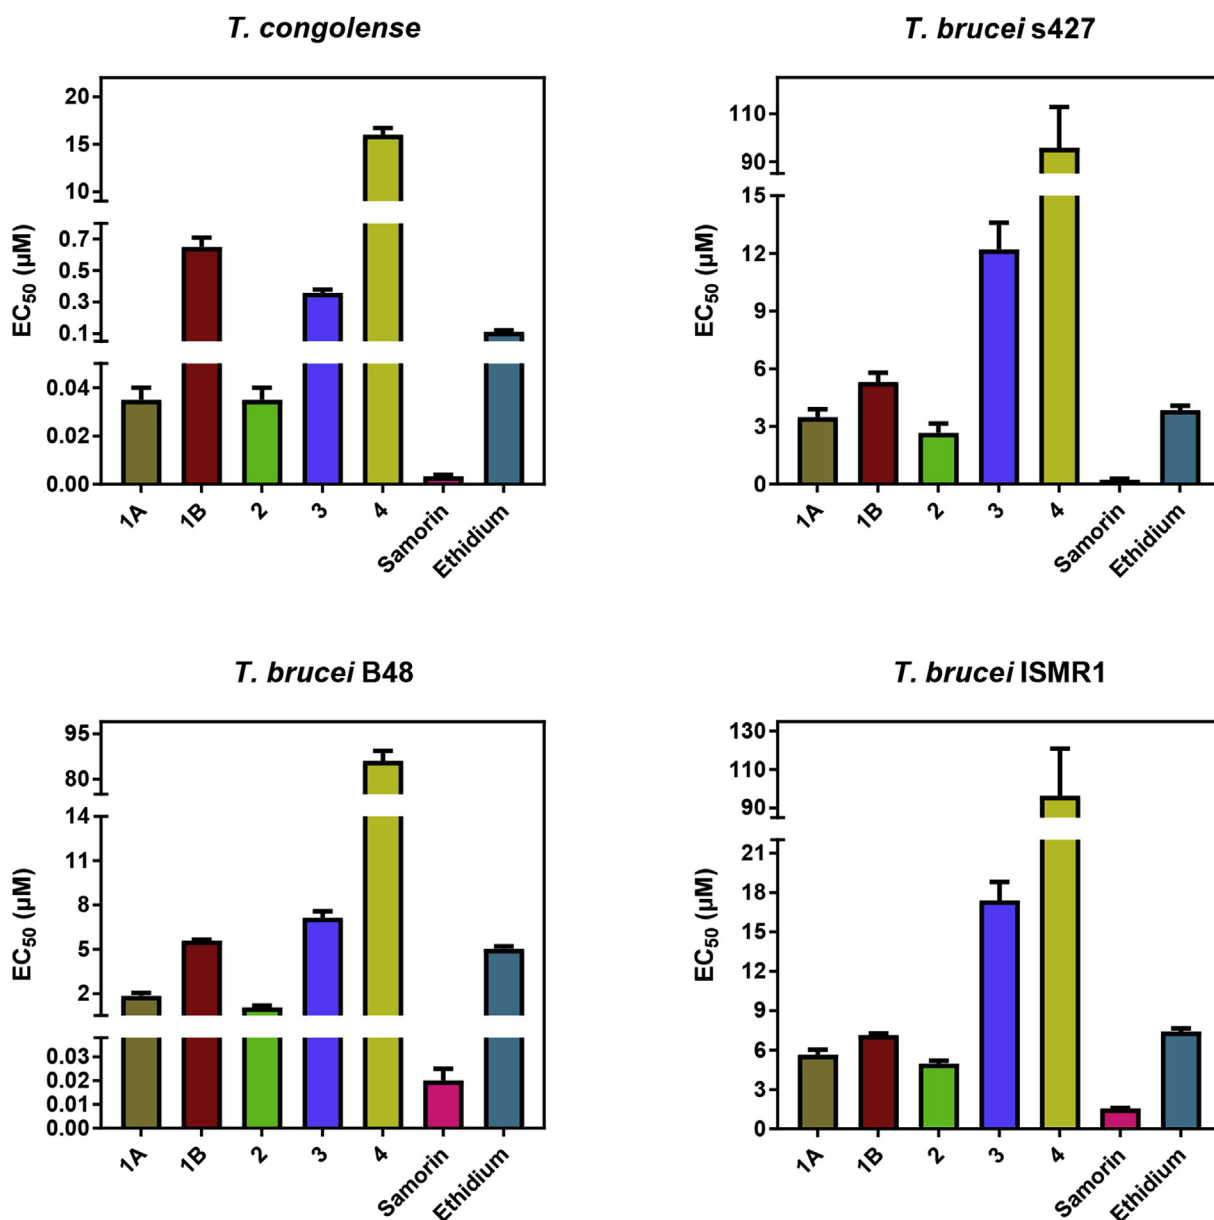 T. congolense
EC50 (μM)
20
15
10
0.7
0.5
0.3
0.1
0.04
0.02
0.00
1A
1B
2
3
4
Samorin
Ethidium
T. brucei s427
EC50 (μM)
110
90
15
12
9
6
3
0
1A
1B
2
3
4
Samorin
Ethidium
T. brucei B48
EC50 (μM)
95
80
14
11
8
5
2
0.03
0.02
0.01
0.00
1A
1B
2
3
4
Samorin
Ethidium
T. brucei ISMR1
EC50 (μM)
130
110
90
21
18
15
12
9
6
3
0
1A
1B
2
3
4
Samorin
Ethidium